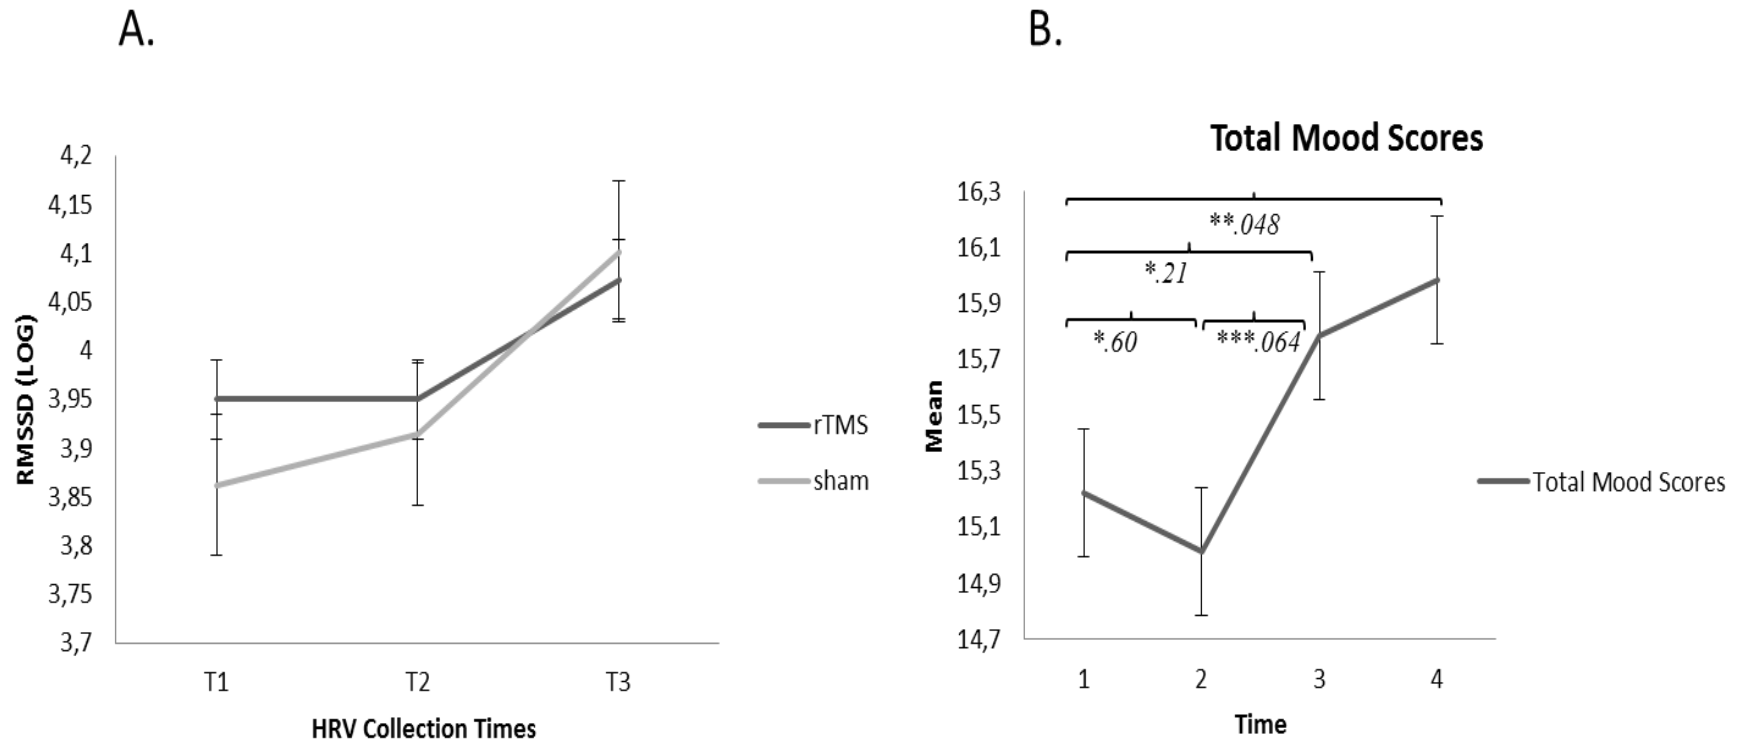 A.
4,2
4,15
4,1
4,05
4
3,95
3,9
3,85
3,8
3,75
3,7
RMSSD (LOG)
T1 T2 T3
HRV Collection Times
rTMS
sham
B.
Total Mood Scores
16,3
16,1
15,9
15,7
15,5
15,3
15,1
14,9
14,7
Mean
**.048
*.21
*.60 ***.064
1 2 3 4
Time
Total Mood Scores